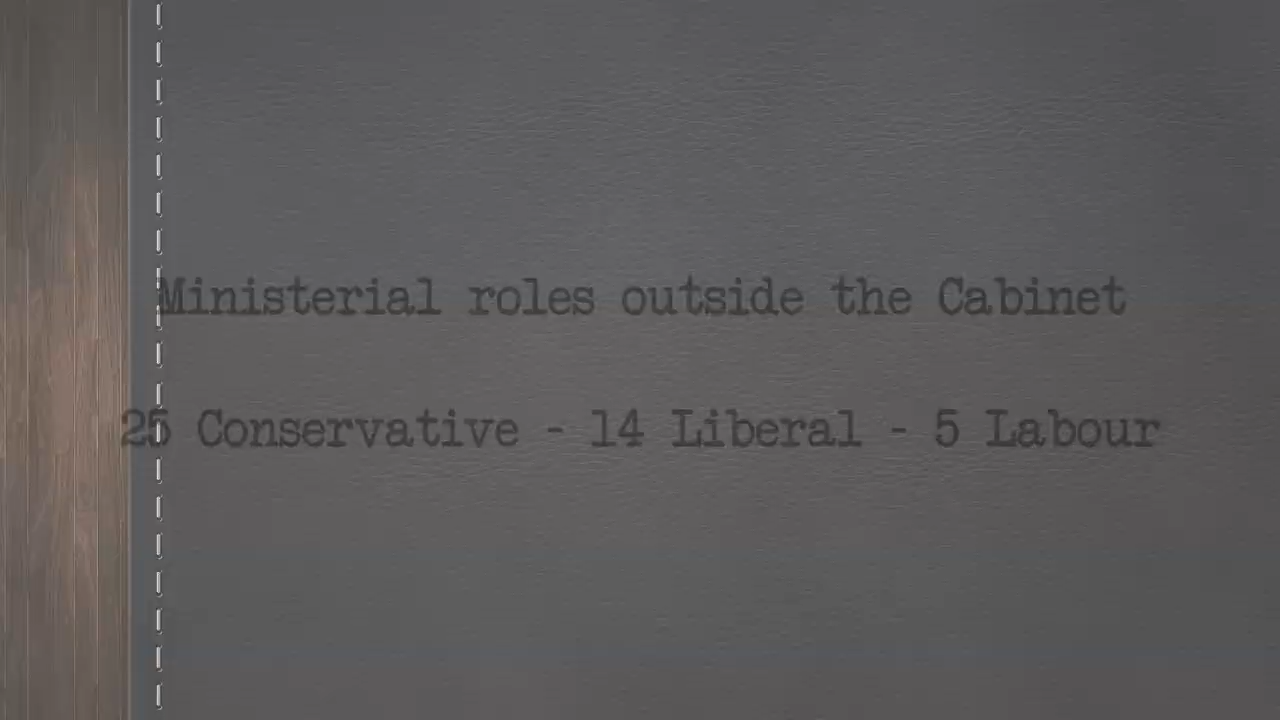 Ministerial roles outside the Cabinet
25 Conservative - 14 Liberal - 5 Labour